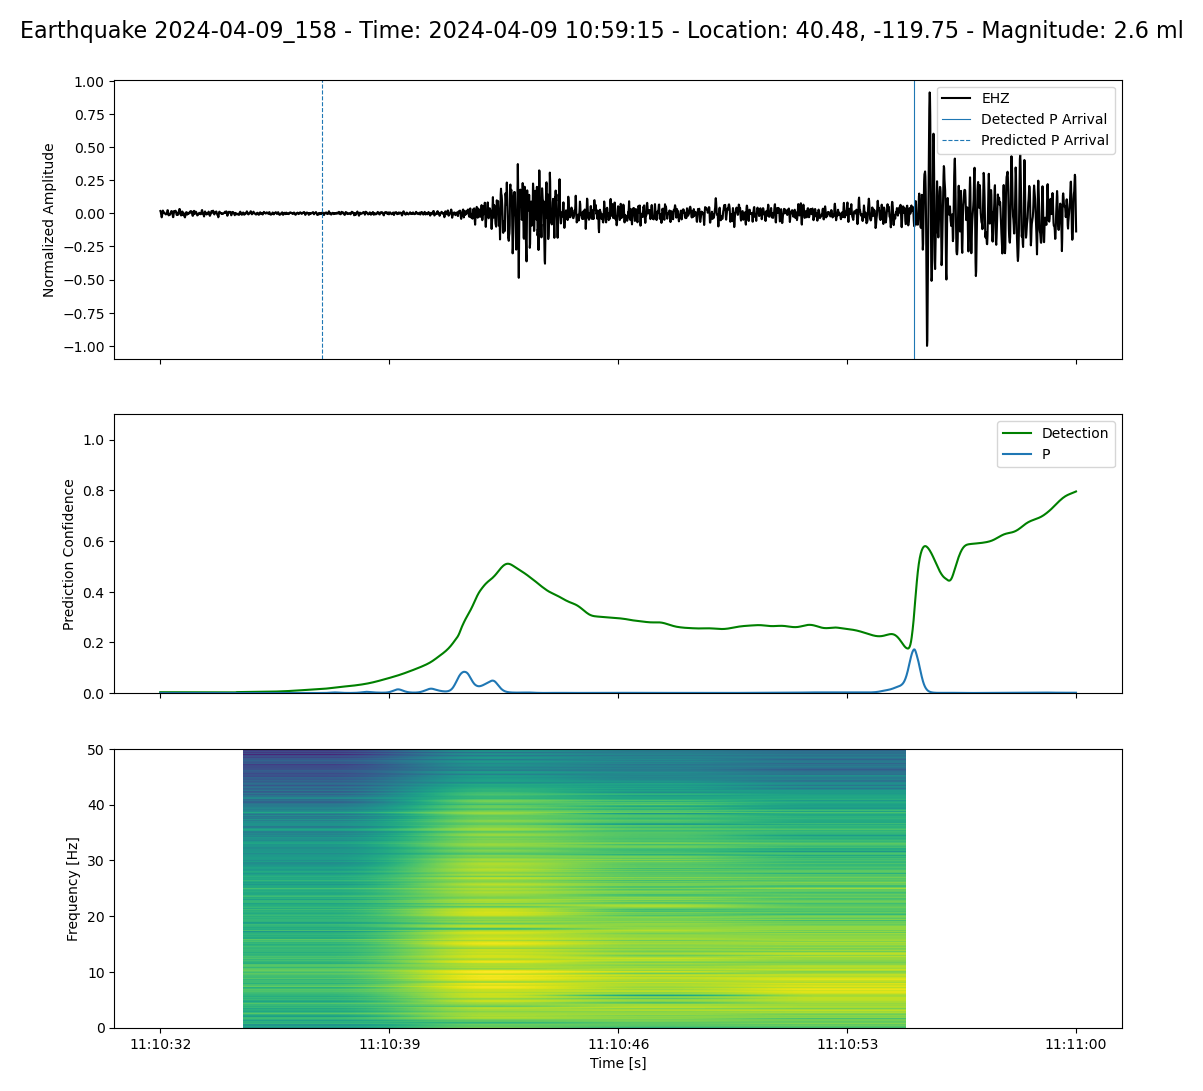 Earthquake 2024-04-09_158 - Time: 2024-04-09 10:59:15 - Location: 40.48, -119.75 - Magnitude: 2.6 ml
1.00
0.75
0.50
0.25
0.00
−0.25
−0.50
−0.75
−1.00
Normalized Amplitude
EHZ
Detected P Arrival
Predicted P Arrival
1.0
0.8
0.6
0.4
0.2
0.0
Prediction Confidence
Detection
P
50
40
30
20
10
0
Frequency [Hz]
11:10:32
11:10:39
11:10:46
11:10:53
11:11:00
Time [s]